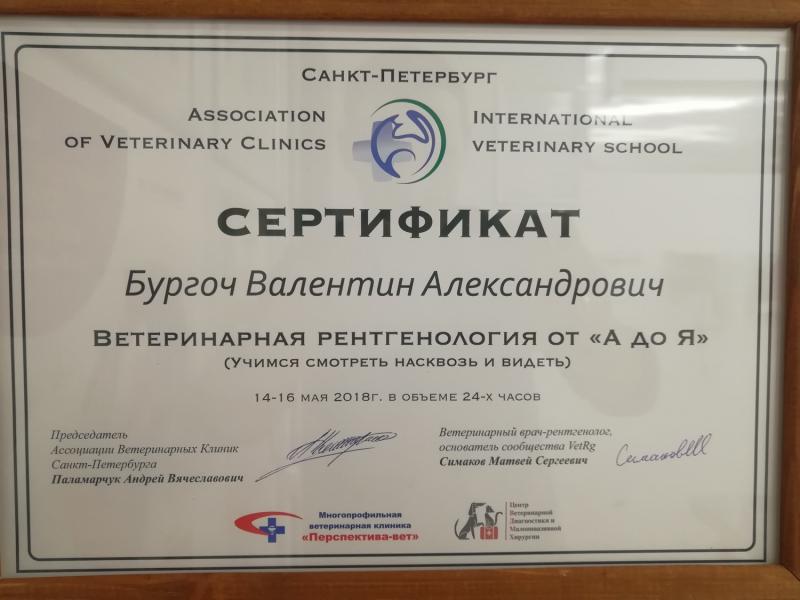 Санкт-Петербург
Association of Veterinary Clinics
International veterinary school
СЕРТИФИКАТ
Бургоч Валентин Александрович
Ветеринарная рентгенология от «А до Я»
(Учимся смотреть насквозь и видеть)
14-16 мая 2018г. в объеме 24-х часов
Председатель
Ассоциации Ветеринарных Клиник
Санкт-Петербурга
Паламарчук Андрей Вячеславович
Ветеринарный врач-рентгенолог,
основатель сообщества VetRg
Симаков Матвей Сергеевич
Многопрофильная
ветеринарная клиника
«Перспектива-вет»
Центр
Ветеринарной
Диагностики и
Малоинвазивной
Хирургии